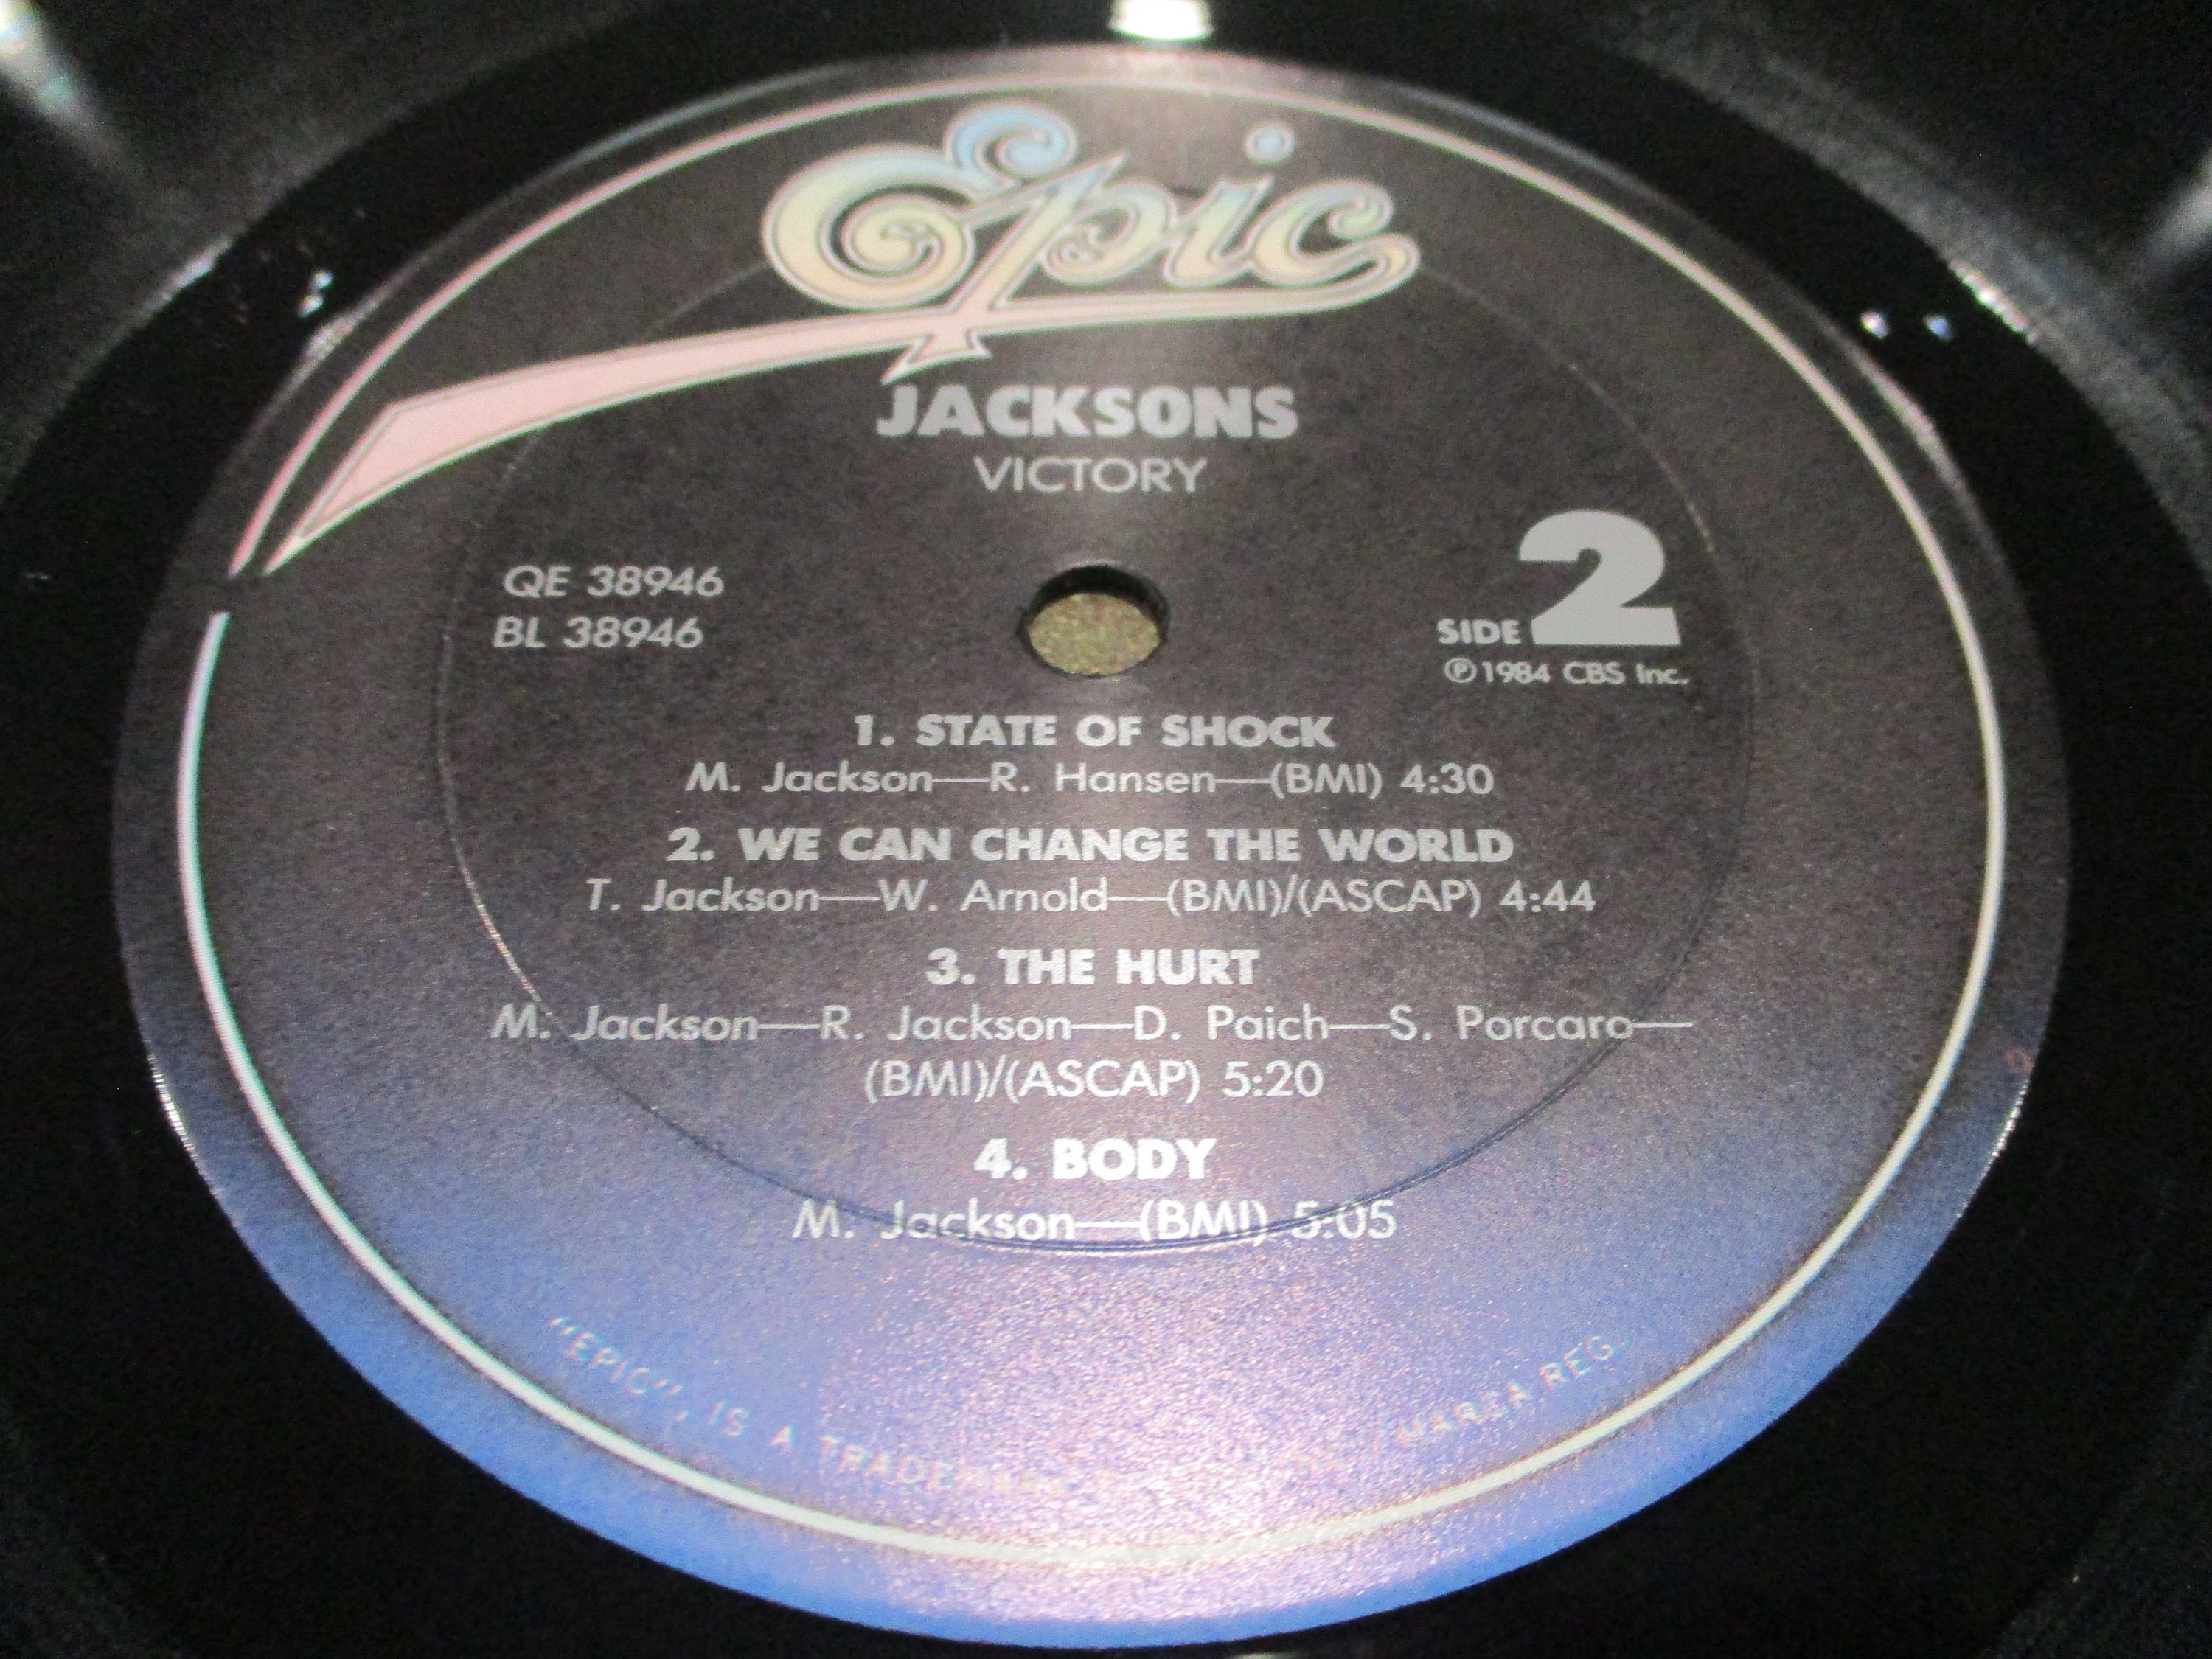 Epic
JACKSONS
VICTORY
QE 38946
BL 38946
SIDE 2
Ⓟ1984 CBS Inc.
1. STATE OF SHOCK
M. Jackson—R. Hansen—(BMI) 4:30
2. WE CAN CHANGE THE WORLD
T. Jackson—W. Arnold—(BMI)/(ASCAP) 4:44
3. THE HURT
M. Jackson—R. Jackson—D. Paich—S. Porcaro—
(BMI)/(ASCAP) 5:20
4. BODY
M. Jackson—(BMI) 5:05
"EPIC", IS A TRADEMARK MARCA REG.